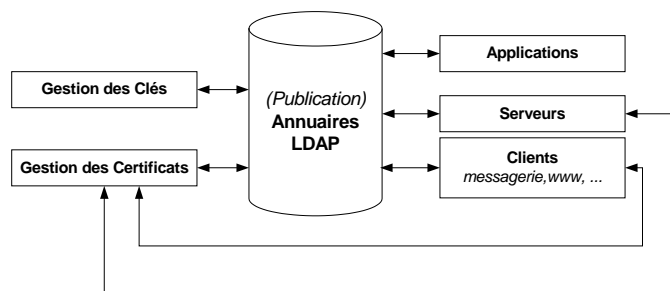 Gestion des Clés
Gestion des Certificats
(Publication)
Annuaires
LDAP
Applications
Serveurs
Clients
messagerie,www, ...